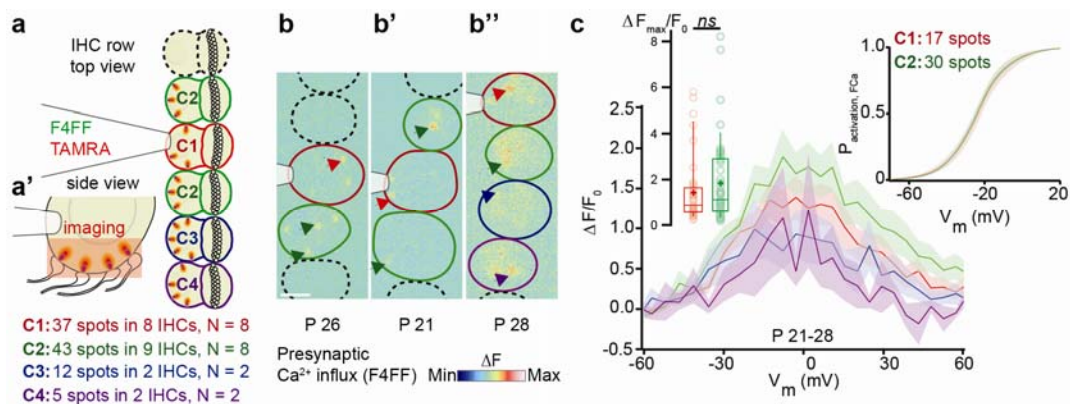 a
IHC row
top view
C2
F4FF
TAMRA
C1
a'
side view
C2
imaging
C3
C4
C1: 37 spots in 8 IHCs, N = 8
C2: 43 spots in 9 IHCs, N = 8
C3: 12 spots in 2 IHCs, N = 2
C4: 5 spots in 2 IHCs, N = 2
b
b'
b''
P 26
P 21
P 28
Presynaptic
Ca2+ influx (F4FF)
ΔF
Min
Max
c
ΔFmax/F0
ns
8
6
4
2
0
ΔF/F0
2.5
2.0
1.5
1.0
0.5
0.0
-60
-30
0
30
60
P 21-28
Vm (mV)
C1: 17 spots
C2: 30 spots
Pactivation, FCa
1.0
0.5
0
-60
-20
20
Vm (mV)